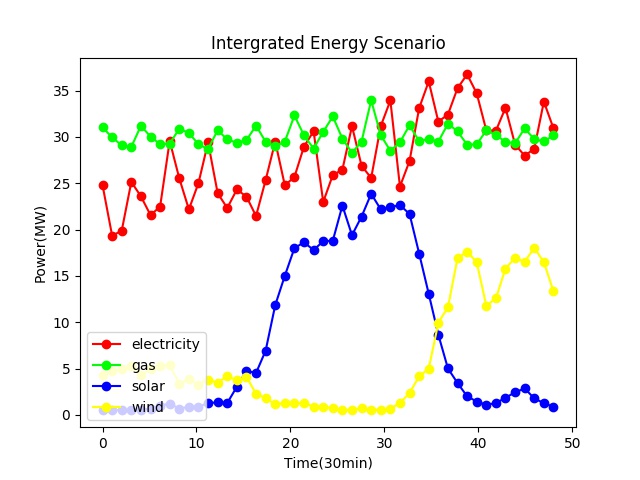 Intergrated Energy Scenario
Power(MW)
35
30
25
20
15
10
5
0
electricity
gas
solar
wind
0 10 20 30 40 50
Time(30min)